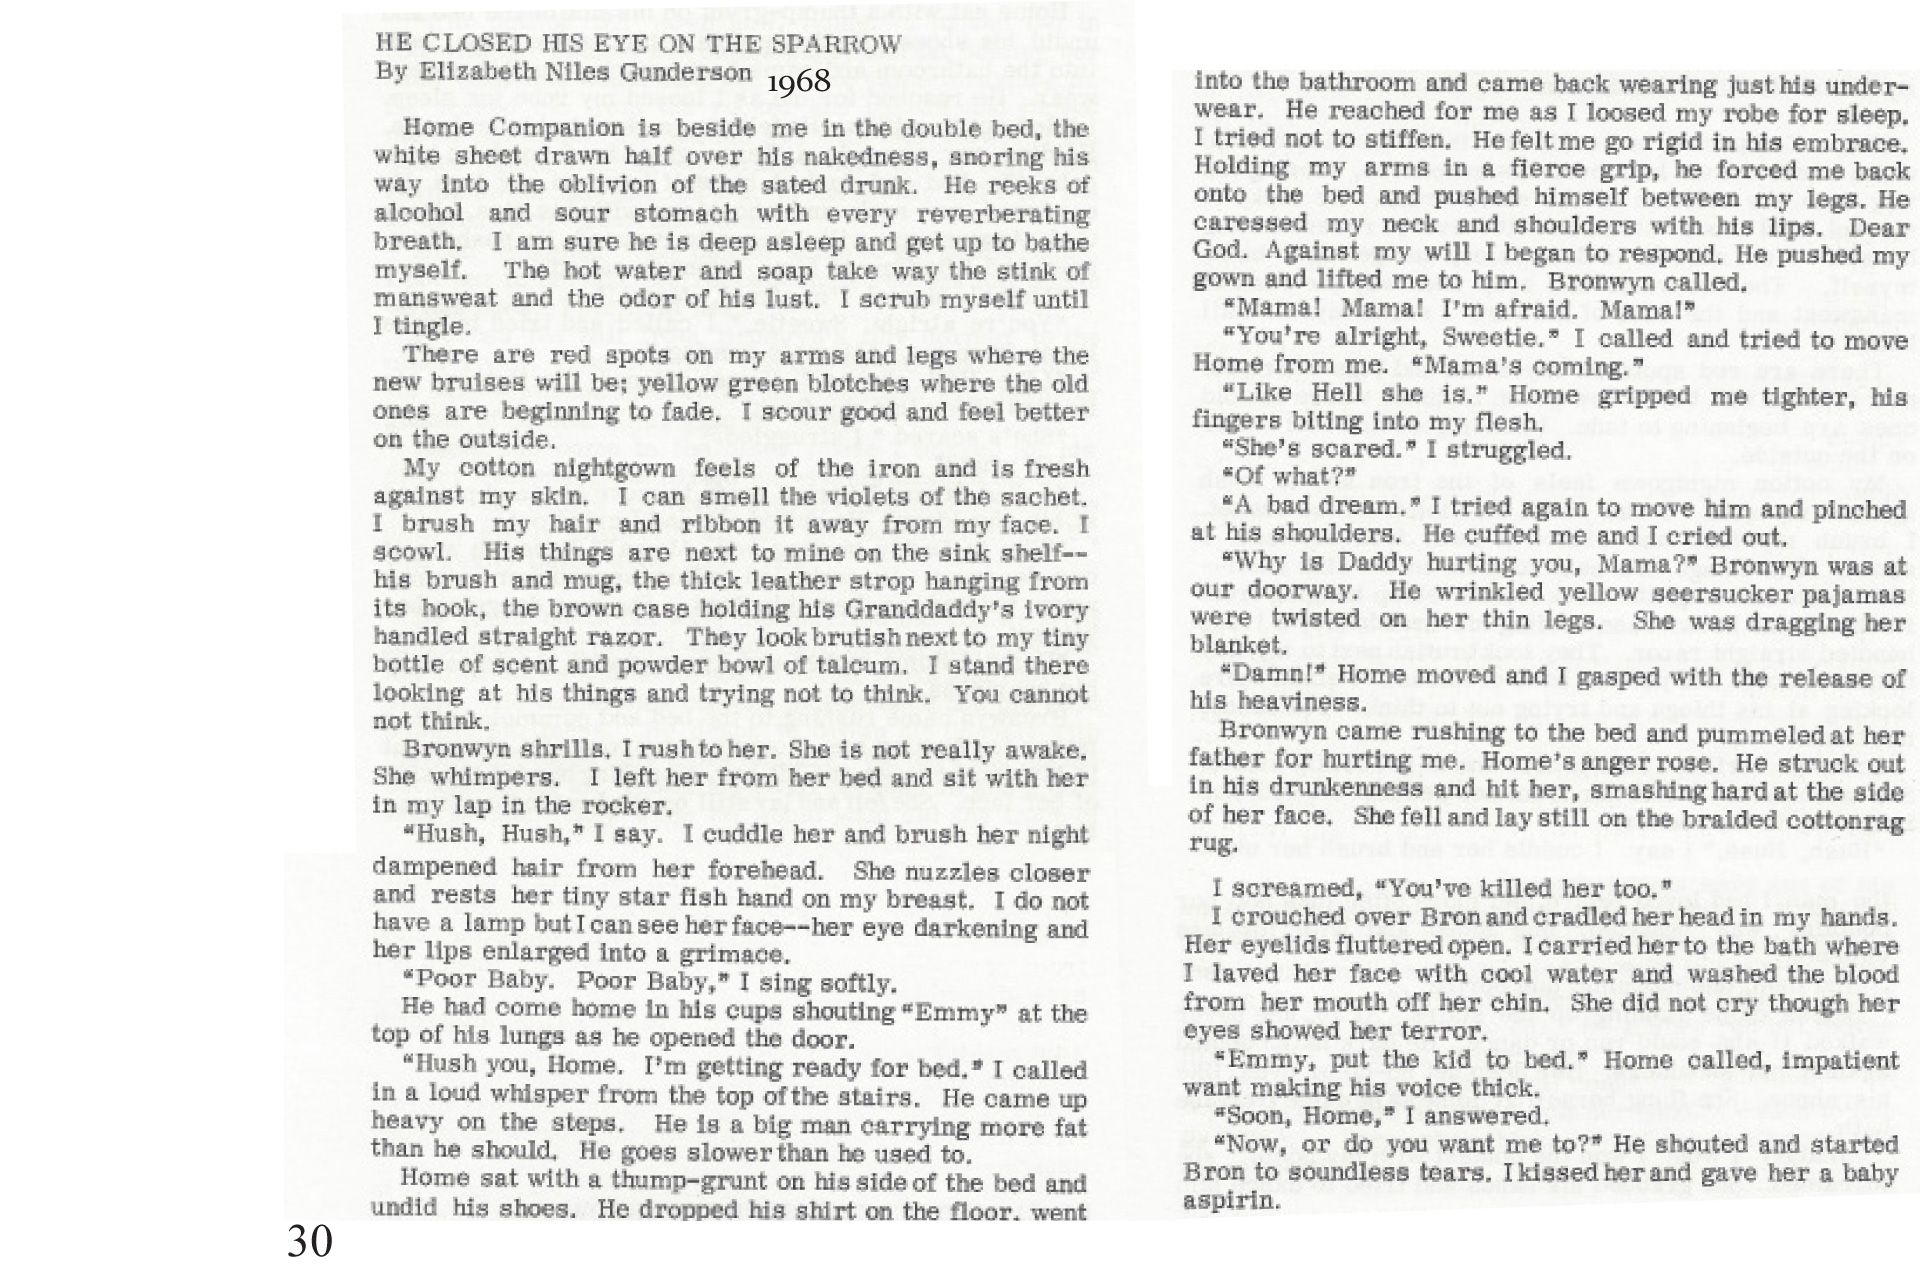 HE CLOSED HIS EYE ON THE SPARROW
By Elizabeth Niles Gunderson 1968
Home Companion is beside me in the double bed, the
white sheet drawn half over his nakedness, snoring his
way into the oblivion of the sated drunk. He reeks of
alcohol and sour stomach with every reverberating
breath. I am sure he is deep asleep and get up to bathe
myself. The hot water and soap take way the stink of
mansweat and the odor of his lust. I scrub myself until
I tingle.
There are red spots on my arms and legs where the
new bruises will be; yellow green blotches where the old
ones are beginning to fade. I scour good and feel better
on the outside.
My cotton nightgown feels of the iron and is fresh
against my skin. I can smell the violets of the sachet.
I brush my hair and ribbon it away from my face. I
scowl. His things are next to mine on the sink shelf--
his brush and mug, the thick leather strop hanging from
its hook, the brown case holding his Granddaddy's ivory
handled straight razor. They look brutish next to my tiny
bottle of scent and powder bowl of talcum. I stand there
looking at his things and trying not to think. You cannot
not think.
Bronwyn shrills. I rush to her. She is not really awake.
She whimpers. I left her from her bed and sit with her
in my lap in the rocker.
"Hush, Hush," I say. I cuddle her and brush her night
dampened hair from her forehead. She nuzzles closer
and rests her tiny star fish hand on my breast. I do not
have a lamp but I can see her face--her eye darkening and
her lips enlarged into a grimace.
"Poor Baby. Poor Baby," I sing softly.
He had come home in his cups shouting "Emmy" at the
top of his lungs as he opened the door.
"Hush you, Home. I'm getting ready for bed." I called
in a loud whisper from the top of the stairs. He came up
heavy on the steps. He is a big man carrying more fat
than he should. He goes slower than he used to.
Home sat with a thump-grunt on his side of the bed and
undid his shoes. He dropped his shirt on the floor, went
into the bathroom and came back wearing just his under-
wear. He reached for me as I loosed my robe for sleep.
I tried not to stiffen. He felt me go rigid in his embrace.
Holding my arms in a fierce grip, he forced me back
onto the bed and pushed himself between my legs. He
caressed my neck and shoulders with his lips. Dear
God. Against my will I began to respond. He pushed my
gown and lifted me to him. Bronwyn called.
"Mama! Mama! I'm afraid. Mama!"
"You're alright, Sweetie." I called and tried to move
Home from me. "Mama's coming."
"Like Hell she is." Home gripped me tighter, his
fingers biting into my flesh.
"She's scared." I struggled.
"Of what?"
"A bad dream." I tried again to move him and pinched
at his shoulders. He cuffed me and I cried out.
"Why is Daddy hurting you, Mama?" Bronwyn was at
our doorway. He wrinkled yellow seersucker pajamas
were twisted on her thin legs. She was dragging her
blanket.
"Damn!" Home moved and I gasped with the release of
his heaviness.
Bronwyn came rushing to the bed and pummeled at her
father for hurting me. Home's anger rose. He struck out
in his drunkenness and hit her, smashing hard at the side
of her face. She fell and lay still on the braided cottonrag
rug.
I screamed, "You've killed her too."
I crouched over Bron and cradled her head in my hands.
Her eyelids fluttered open. I carried her to the bath where
I laved her face with cool water and washed the blood
from her mouth off her chin. She did not cry though her
eyes showed her terror.
"Emmy, put the kid to bed." Home called, impatient
want making his voice thick.
"Soon, Home," I answered.
"Now, or do you want me to?" He shouted and started
Bron to soundless tears. I kissed her and gave her a baby
aspirin.
30